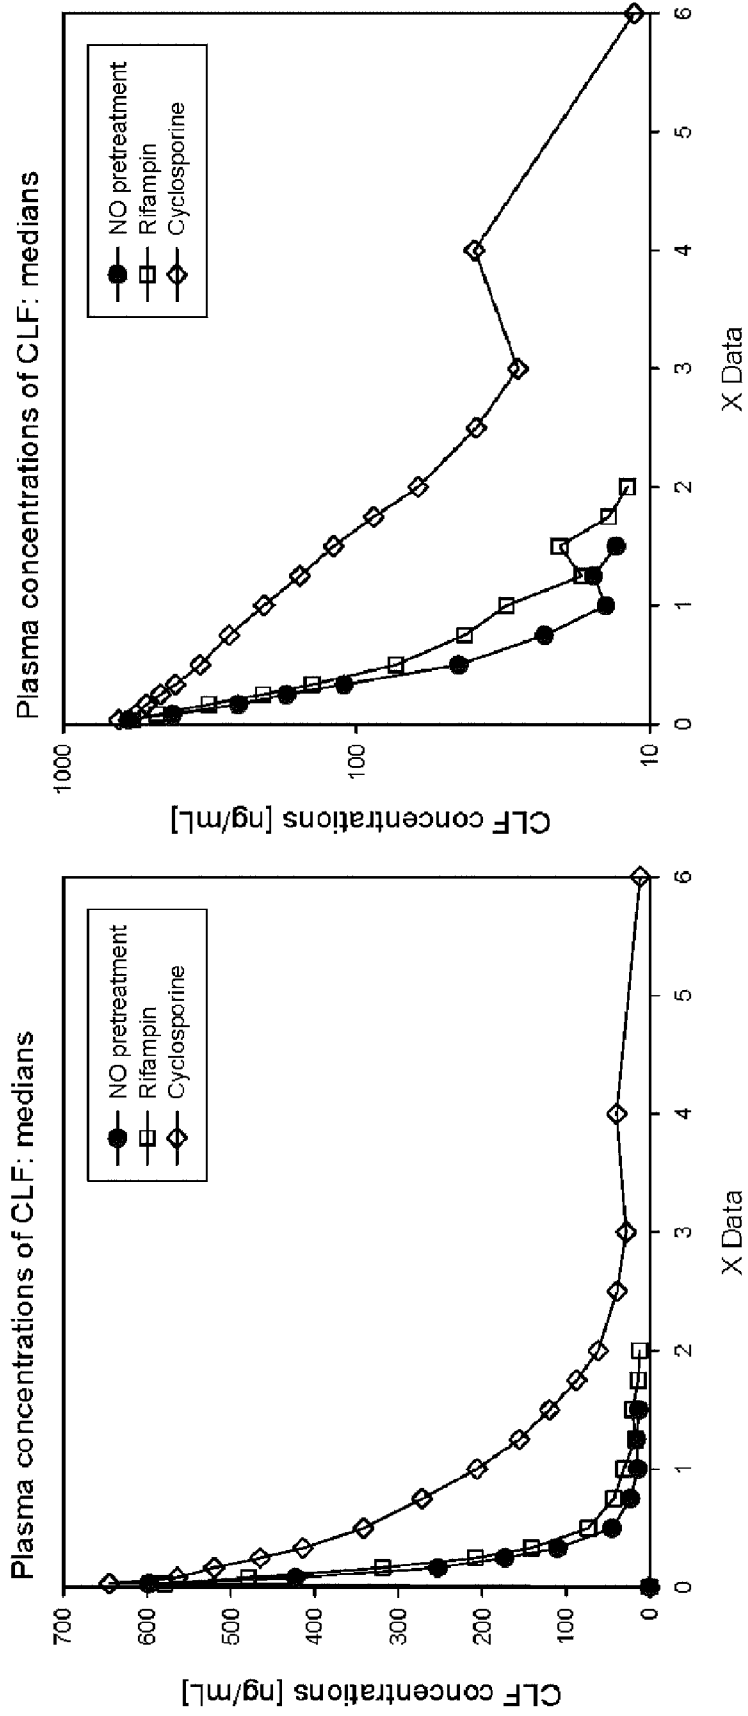 Plasma concentrations of CLF: medians
CLF concentrations [ng/mL]
700
600
500
400
300
200
100
0
NO pretreatment
Rifampin
Cyclosporine
0 1 2 3 4 5 6
X Data
Plasma concentrations of CLF: medians
CLF concentrations [ng/mL]
1000
100
10
NO pretreatment
Rifampin
Cyclosporine
0 1 2 3 4 5 6
X Data